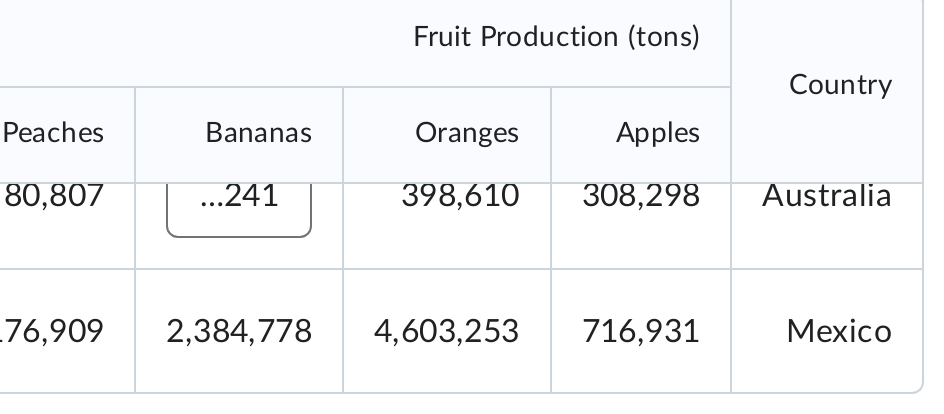 Fruit Production (tons)
Country
Peaches Bananas Oranges Apples
80,807 ...241 398,610 308,298 Australia
76,909 2,384,778 4,603,253 716,931 Mexico